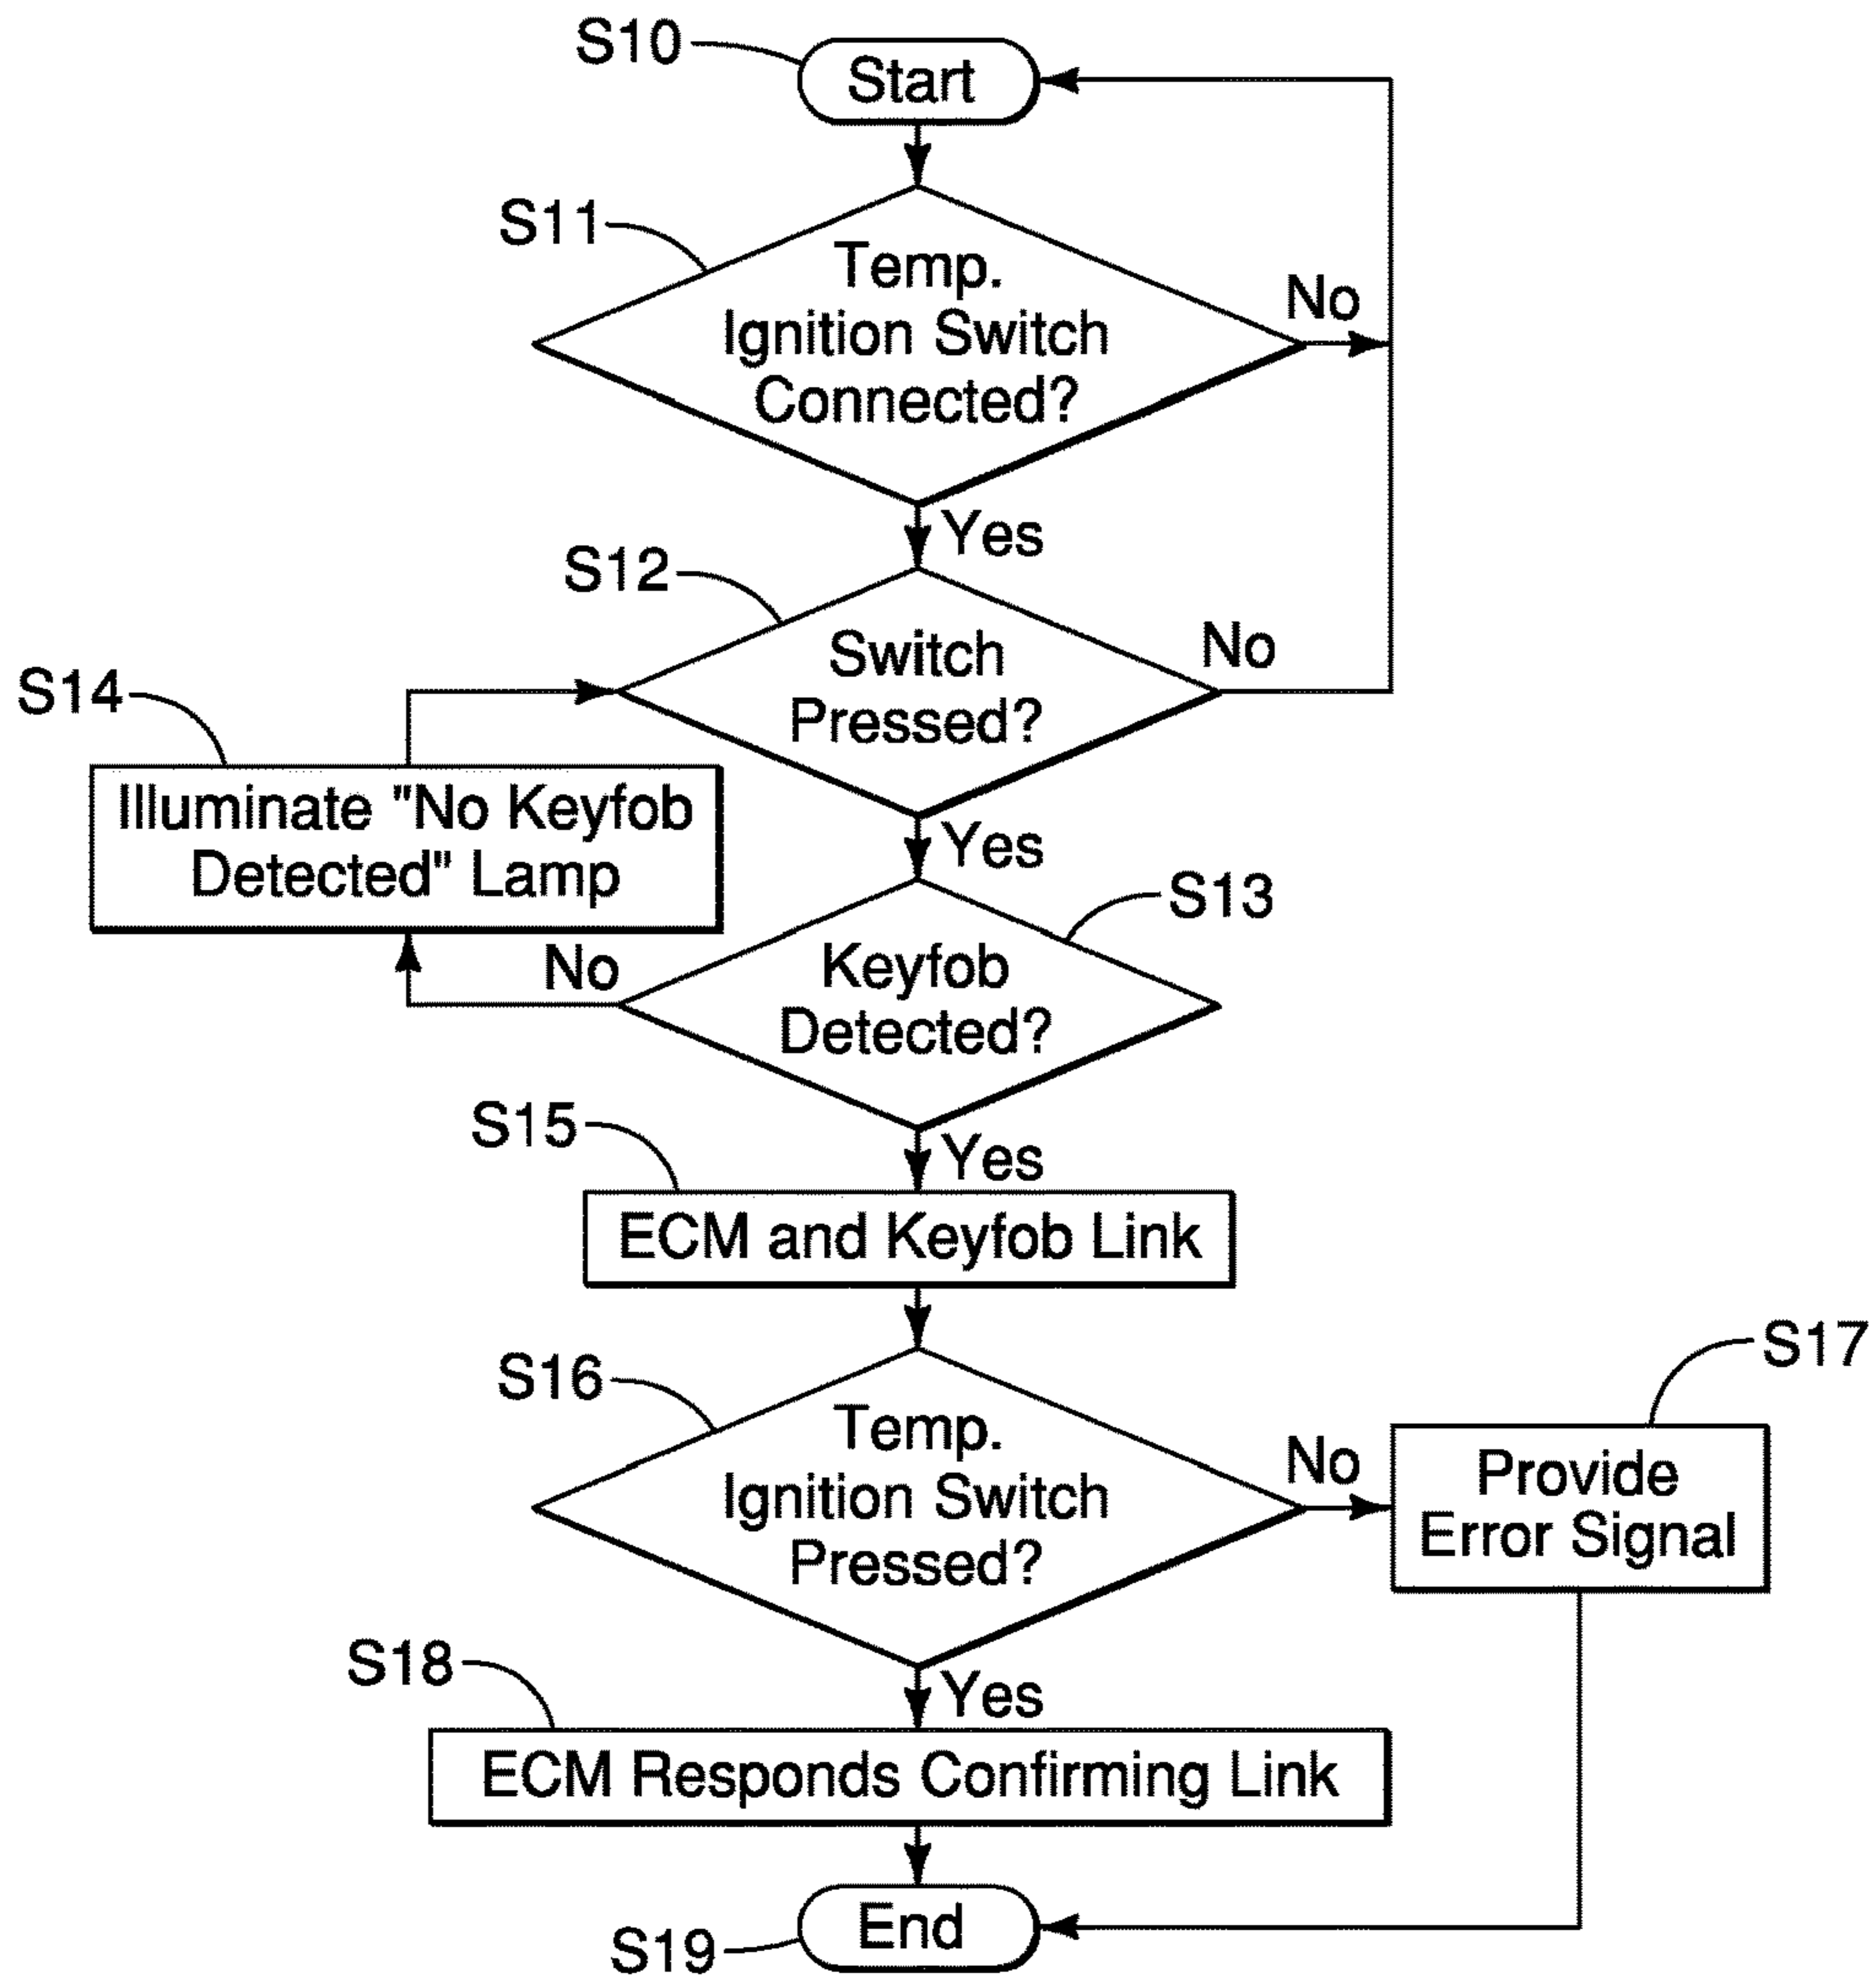 S10
Start
S11
Temp.
Ignition Switch
Connected?
No
Yes
S12
Switch
Pressed?
No
S14
Illuminate "No Keyfob
Detected" Lamp
Yes
S13
Keyfob
Detected?
No
S15
Yes
ECM and Keyfob Link
S16
Temp.
Ignition Switch
Pressed?
No
S17
Provide
Error Signal
S18
Yes
ECM Responds Confirming Link
End
S19